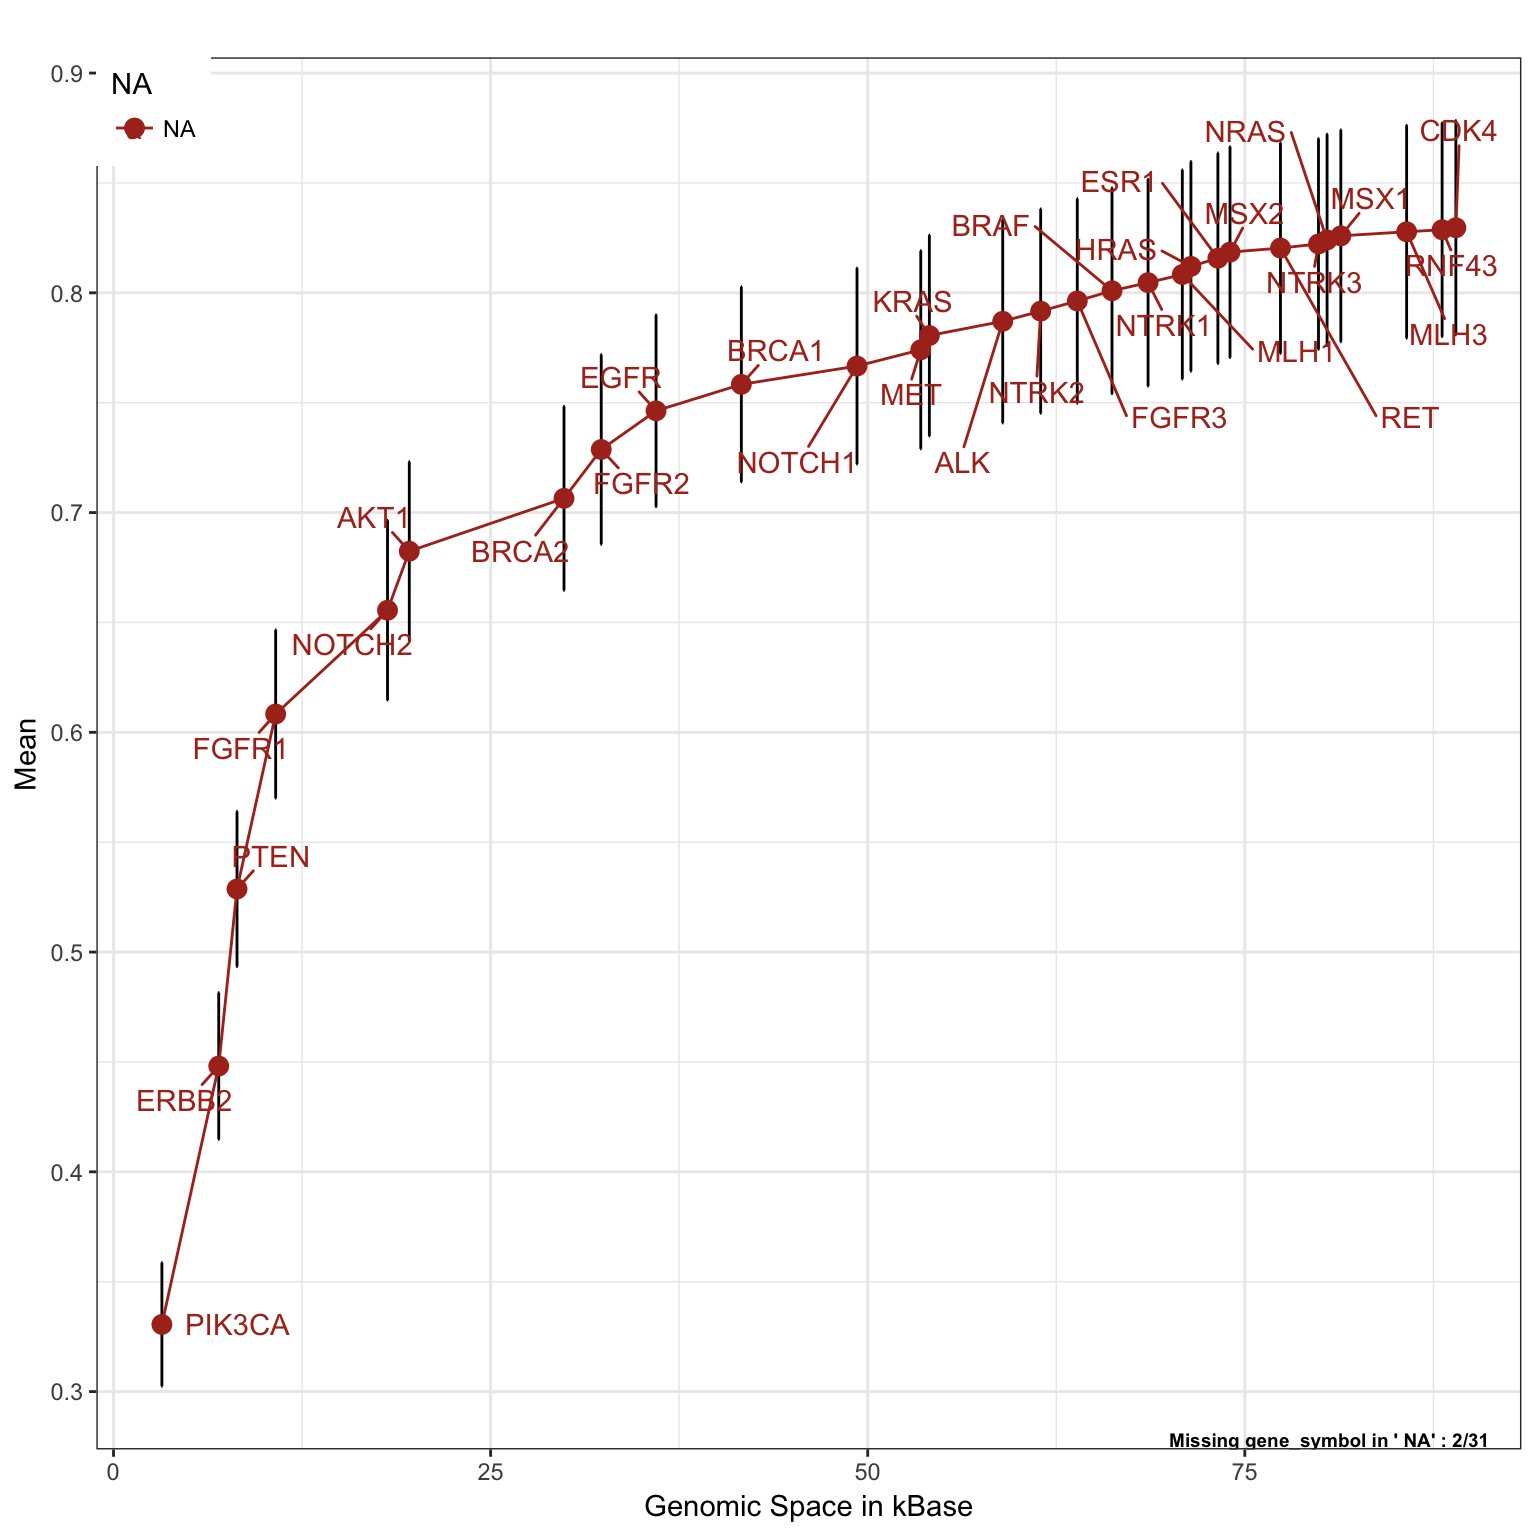 NA
NA
0.9
0.8
0.7
0.6
0.5
0.4
0.3
Mean
CDK4
NRAS
ESR1
MSX1
MSX2
BRAF
HRAS
RNF43
NTRK3
KRAS
NTRK1
MLH3
BRCA1
MLH1
EGFR
MET
NTRK2
FGFR3
RET
NOTCH1
ALK
FGFR2
AKT1
BRCA2
NOTCH2
FGFR1
PTEN
ERBB2
PIK3CA
Missing gene_symbol in ' NA' : 2/31
0 25 50 75
Genomic Space in kBase